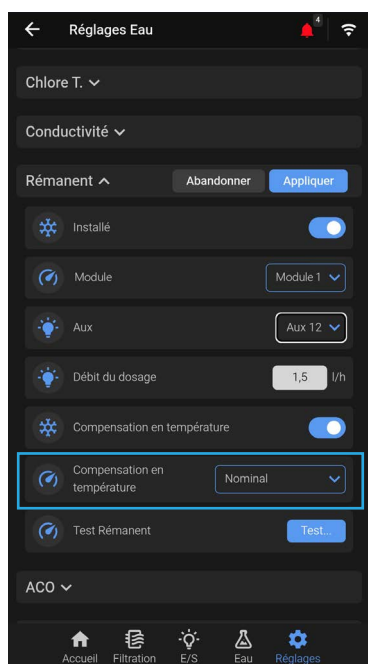 Réglages Eau
4
Chlore T.
Conductivité
Rémanent
Abandonner
Appliquer
Installé
Module
Module 1
Aux
Aux 12
Débit du dosage
1,5
l/h
Compensation en température
Compensation en
température
Nominal
Test Rémanent
Test...
ACO
Accueil
Filtration
E/S
Eau
Réglages